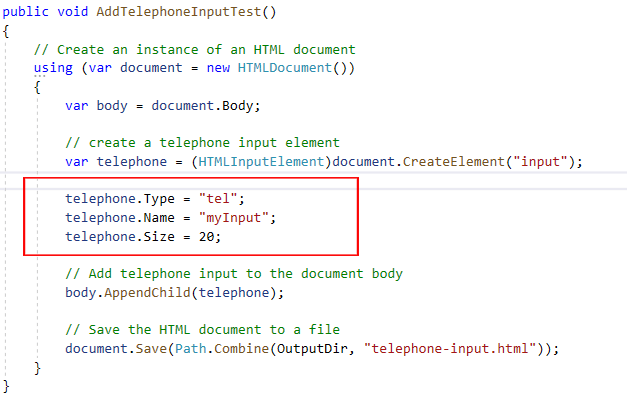 public void AddTelephoneInputTest()
{
    // Create an instance of an HTML document
    using (var document = new HTMLDocument())
    {
        var body = document.Body;

        // create a telephone input element
        var telephone = (HTMLInputElement)document.CreateElement("input");

        telephone.Type = "tel";
        telephone.Name = "myInput";
        telephone.Size = 20;

        // Add telephone input to the document body
        body.AppendChild(telephone);

        // Save the HTML document to a file
        document.Save(Path.Combine(OutputDir, "telephone-input.html"));
    }
}